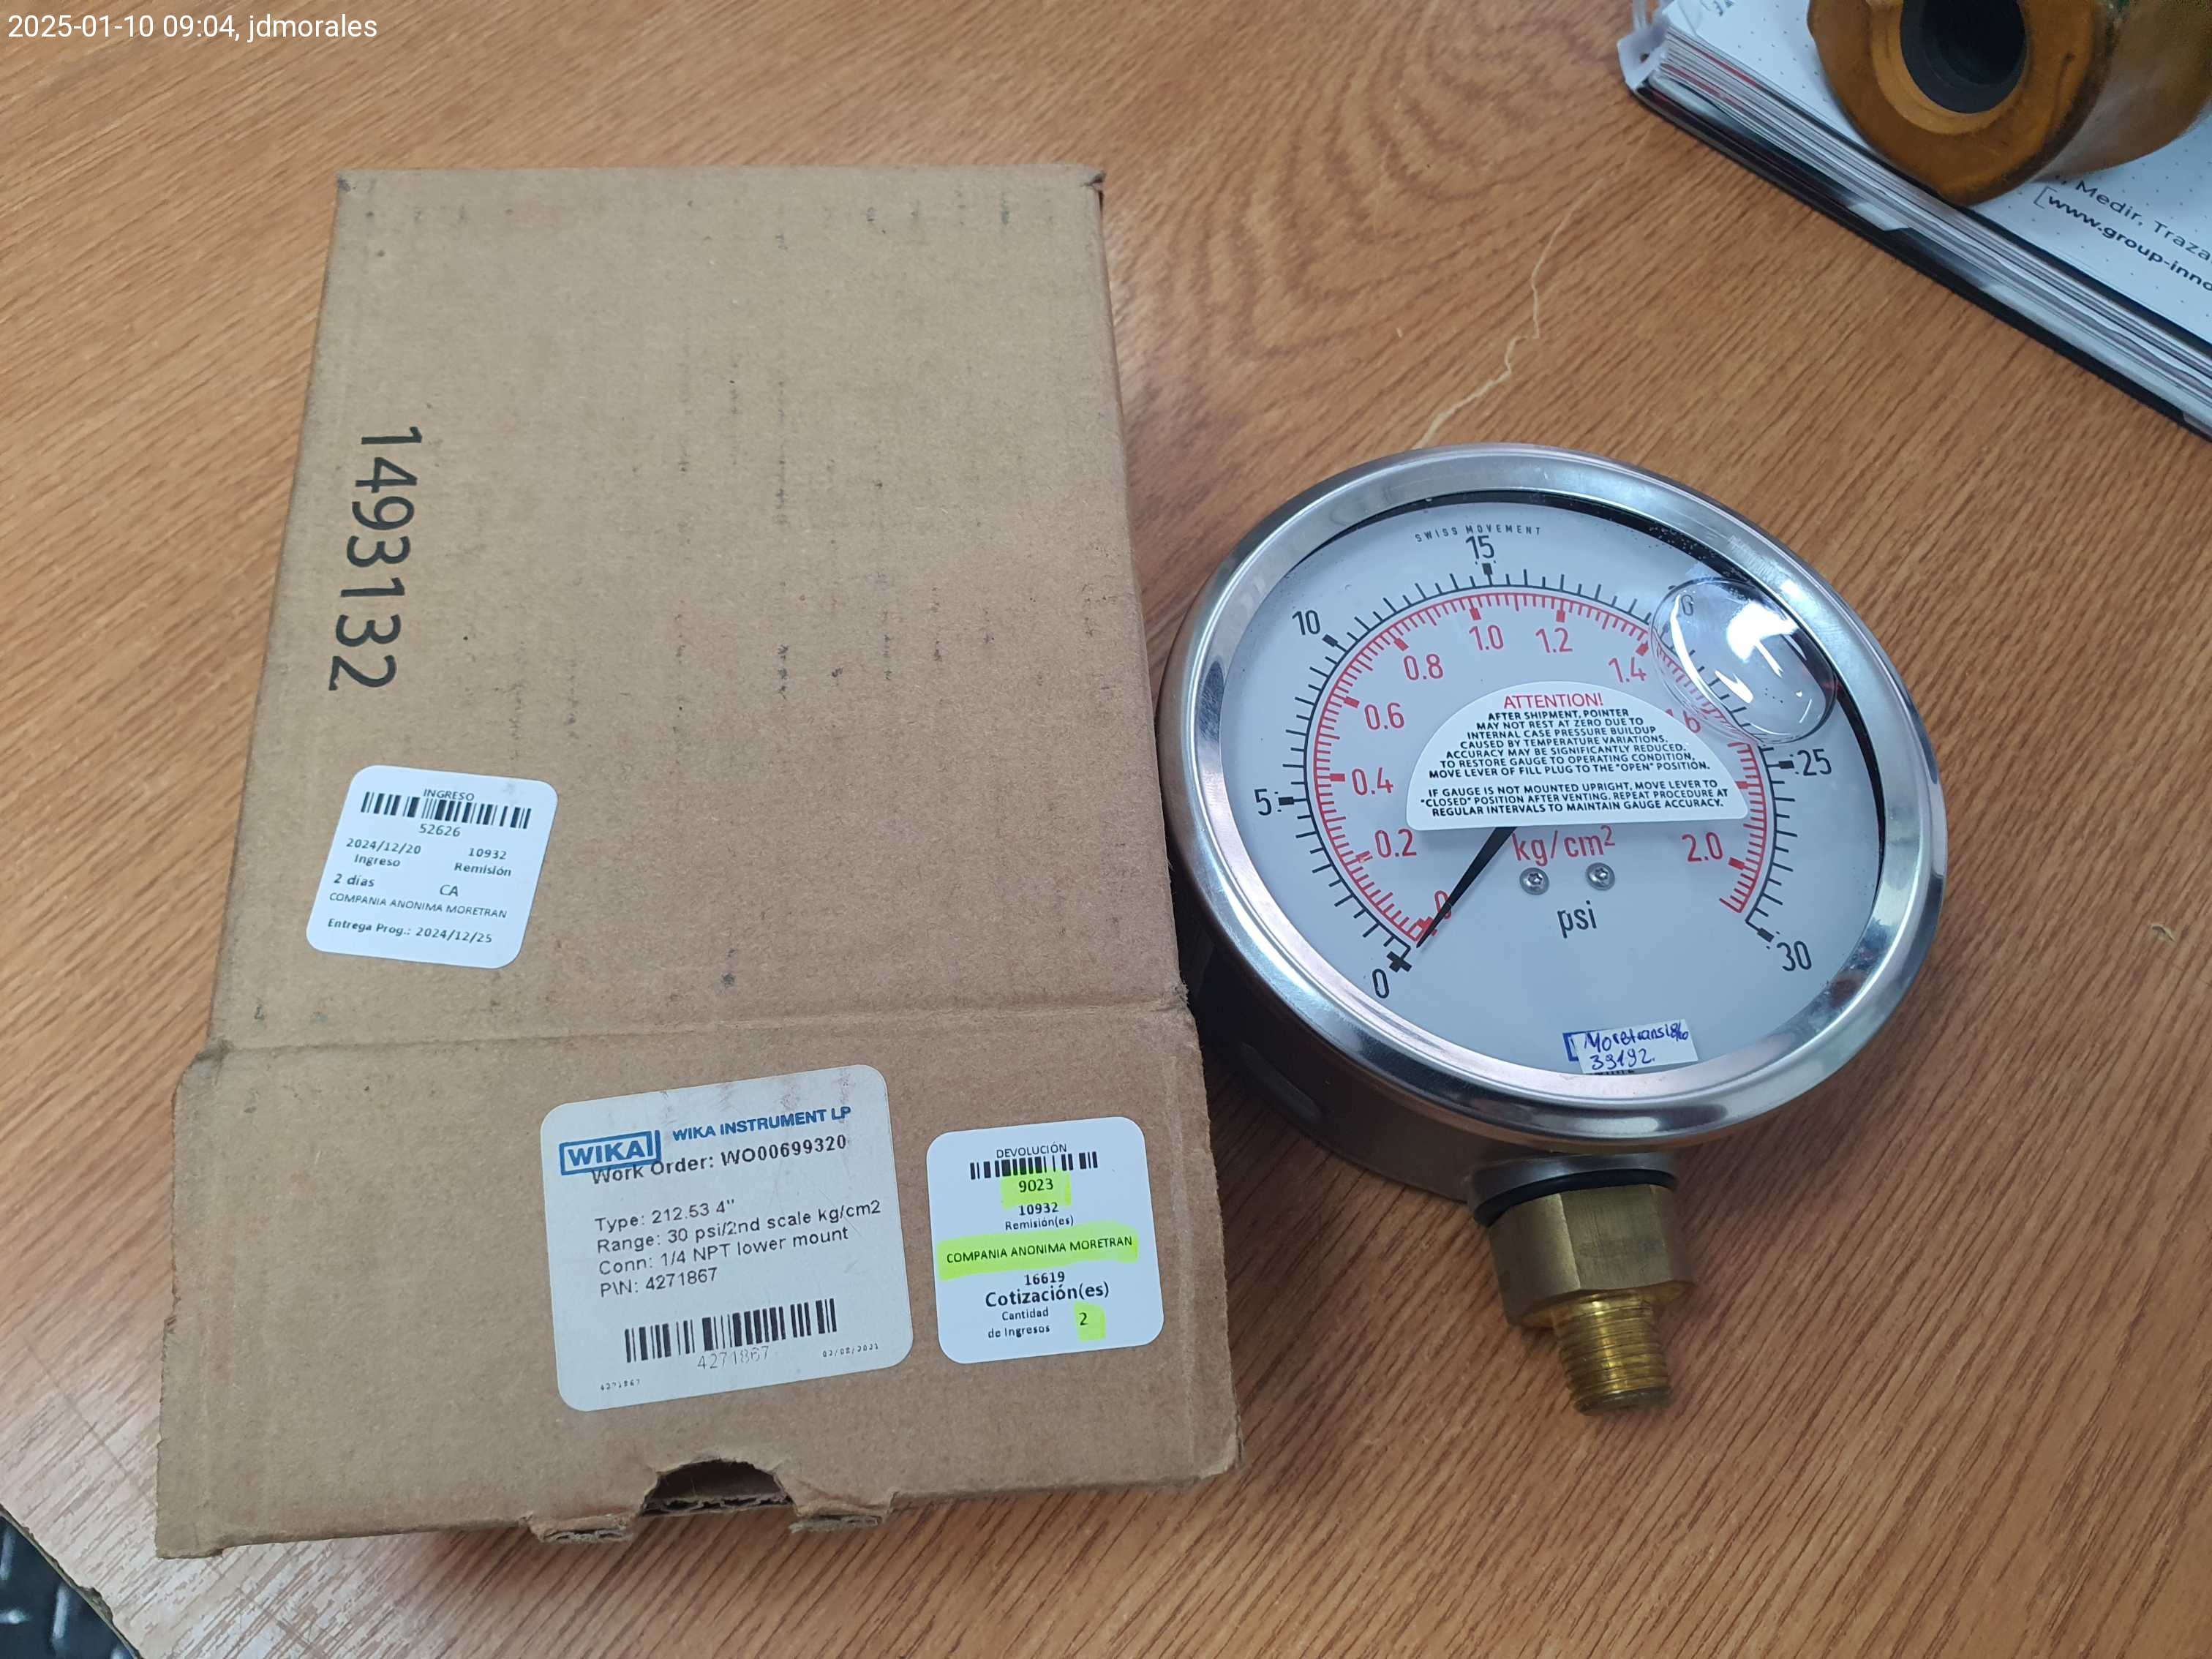 2025-01-10 09:04, jdmorales
1493132
INGRESO
52626
2024/12/20 10932
Ingreso Remisión
2 días CA
COMPANIA ANONIMA MORETRAN
Entrega Prog.: 2024/12/25
WIKA WIKA INSTRUMENT LP
Work Order: WO00699320
Type: 212.53 4"
Range: 30 psi/2nd scale kg/cm2
Conn: 1/4 NPT lower mount
P\N: 4271867
4271867
4271867
DEVOLUCIÓN
9023
10932
Remisión(es)
COMPANIA ANONIMA MORETRAN
16619
Cotización(es)
Cantidad
de Ingresos 2
SWISS MOVEMENT
0 5 10 15 25 30
0 0.2 0.4 0.6 0.8 1.0 1.2 1.4 2.0
ATTENTION!
AFTER SHIPMENT, POINTER
MAY NOT REST AT ZERO DUE TO
INTERNAL CASE PRESSURE BUILDUP
CAUSED BY TEMPERATURE VARIATIONS.
ACCURACY MAY BE SIGNIFICANTLY REDUCED.
TO RESTORE GAUGE TO OPERATING CONDITION,
MOVE LEVER OF FILL PLUG TO THE "OPEN" POSITION.
IF GAUGE IS NOT MOUNTED UPRIGHT, MOVE LEVER TO
"CLOSED" POSITION AFTER VENTING. REPEAT PROCEDURE AT
REGULAR INTERVALS TO MAINTAIN GAUGE ACCURACY.
kg/cm²
psi
39192
Medir,
www.group-inno